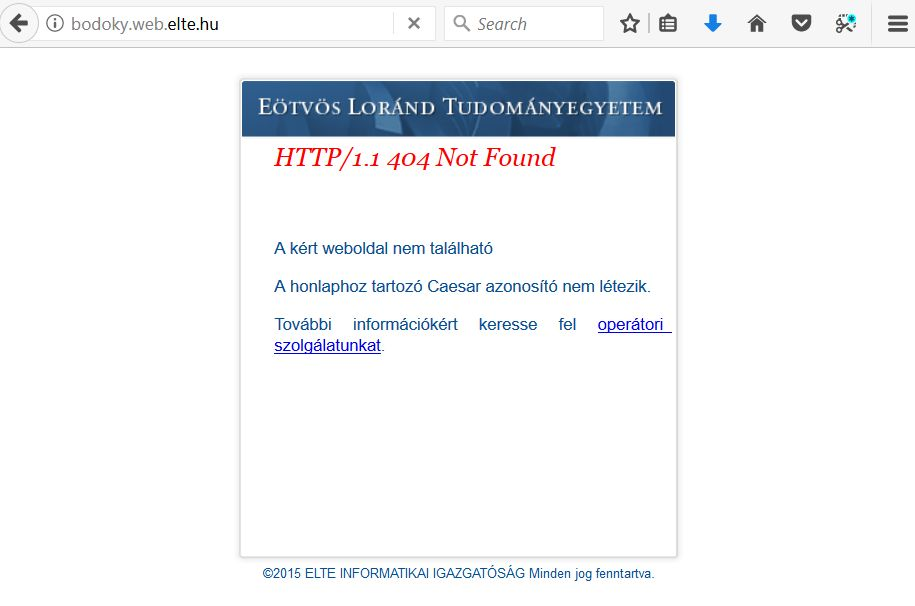 bodoky.web.elte.hu
Search
EÖTVÖS LORÁND TUDOMÁNYEGYETEM
HTTP/1.1 404 Not Found
A kért weboldal nem található
A honlaphoz tartozó Caesar azonosító nem létezik.
További információkért keresse fel operátori
szolgálatunkat.
©2015 ELTE INFORMATIKAI IGAZGATÓSÁG Minden jog fenntartva.